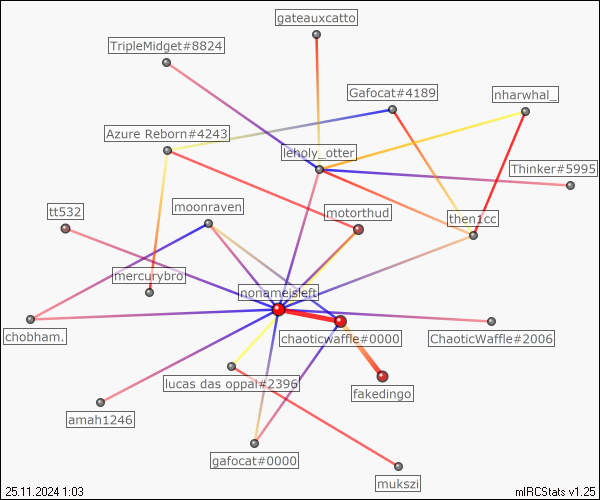 gateauxcatto
TripleMidget#8824
Gafocat#4189
nharwhal_
Azure Reborn#4243
leholy_otter
Thinker#5995
tt532
moonraven
motorthud
then1cc
mercurybro
nonameisleft
chobham.
chaoticwaffle#0000
ChaoticWaffle#2006
lucas das oppai#2396
fakedingo
amah1246
gafocat#0000
mukszi
25.11.2024 1:03
mIRCStats v1.25